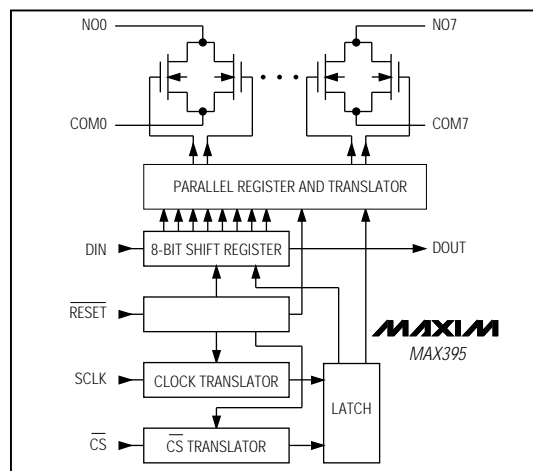 NO0 NO7
COM0 COM7
PARALLEL REGISTER AND TRANSLATOR
DIN 8-BIT SHIFT REGISTER DOUT
RESET
MAXIM
MAX395
SCLK CLOCK TRANSLATOR
LATCH
CS CS TRANSLATOR